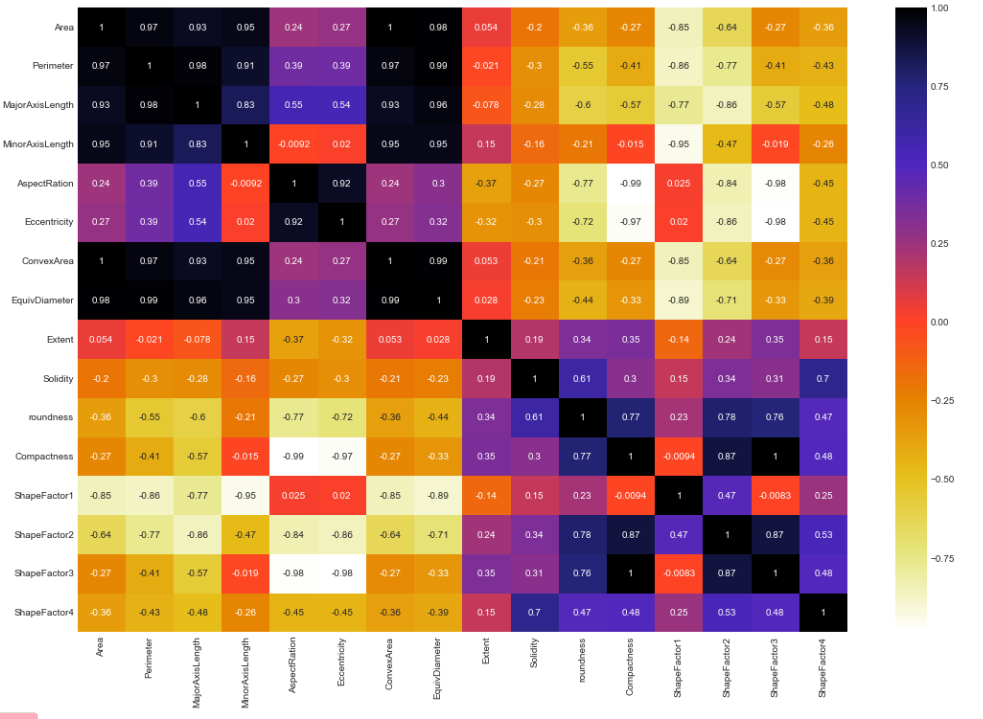 Area 1 0.97 0.93 0.95 0.24 0.27 1 0.98 0.054 -0.2 -0.36 -0.27 -0.85 -0.64 -0.27 -0.36
Perimeter 0.97 1 0.98 0.91 0.39 0.39 0.97 0.99 -0.021 -0.3 -0.55 -0.41 -0.86 -0.77 -0.41 -0.43
MajorAxisLength 0.93 0.98 1 0.83 0.55 0.54 0.93 0.96 -0.078 -0.28 -0.6 -0.57 -0.77 -0.86 -0.57 -0.48
MinorAxisLength 0.95 0.91 0.83 1 -0.0092 0.02 0.95 0.95 0.15 -0.16 -0.21 -0.015 -0.95 -0.47 -0.019 -0.26
AspectRation 0.24 0.39 0.55 -0.0092 1 0.92 0.24 0.3 -0.37 -0.27 -0.77 -0.99 0.025 -0.84 -0.98 -0.45
Eccentricity 0.27 0.39 0.54 0.02 0.92 1 0.27 0.32 -0.32 -0.3 -0.72 -0.97 0.02 -0.86 -0.98 -0.45
ConvexArea 1 0.97 0.93 0.95 0.24 0.27 1 0.99 0.053 -0.21 -0.36 -0.27 -0.85 -0.64 -0.27 -0.36
EquivDiameter 0.98 0.99 0.96 0.95 0.3 0.32 0.99 1 0.028 -0.23 -0.44 -0.33 -0.89 -0.71 -0.33 -0.39
Extent 0.054 -0.021 -0.078 0.15 -0.37 -0.32 0.053 0.028 1 0.19 0.34 0.35 -0.14 0.24 0.35 0.15
Solidity -0.2 -0.3 -0.28 -0.16 -0.27 -0.3 -0.21 -0.23 0.19 1 0.61 0.3 0.15 0.34 0.31 0.7
roundness -0.36 -0.55 -0.6 -0.21 -0.77 -0.72 -0.36 -0.44 0.34 0.61 1 0.77 0.23 0.78 0.76 0.47
Compactness -0.27 -0.41 -0.57 -0.015 -0.99 -0.97 -0.27 -0.33 0.35 0.3 0.77 1 -0.0094 0.87 1 0.48
ShapeFactor1 -0.85 -0.86 -0.77 -0.95 0.025 0.02 -0.85 -0.89 -0.14 0.15 0.23 -0.0094 1 0.47 -0.0083 0.25
ShapeFactor2 -0.64 -0.77 -0.86 -0.47 -0.84 -0.86 -0.64 -0.71 0.24 0.34 0.78 0.87 0.47 1 0.87 0.53
ShapeFactor3 -0.27 -0.41 -0.57 -0.019 -0.98 -0.98 -0.27 -0.33 0.35 0.31 0.76 1 -0.0083 0.87 1 0.48
ShapeFactor4 -0.36 -0.43 -0.48 -0.26 -0.45 -0.45 -0.36 -0.39 0.15 0.7 0.47 0.48 0.25 0.53 0.48 1
Area
Perimeter
MajorAxisLength
MinorAxisLength
AspectRation
Eccentricity
ConvexArea
EquivDiameter
Extent
Solidity
roundness
Compactness
ShapeFactor1
ShapeFactor2
ShapeFactor3
ShapeFactor4
1.00
0.75
0.50
0.25
0.00
−0.25
−0.50
−0.75